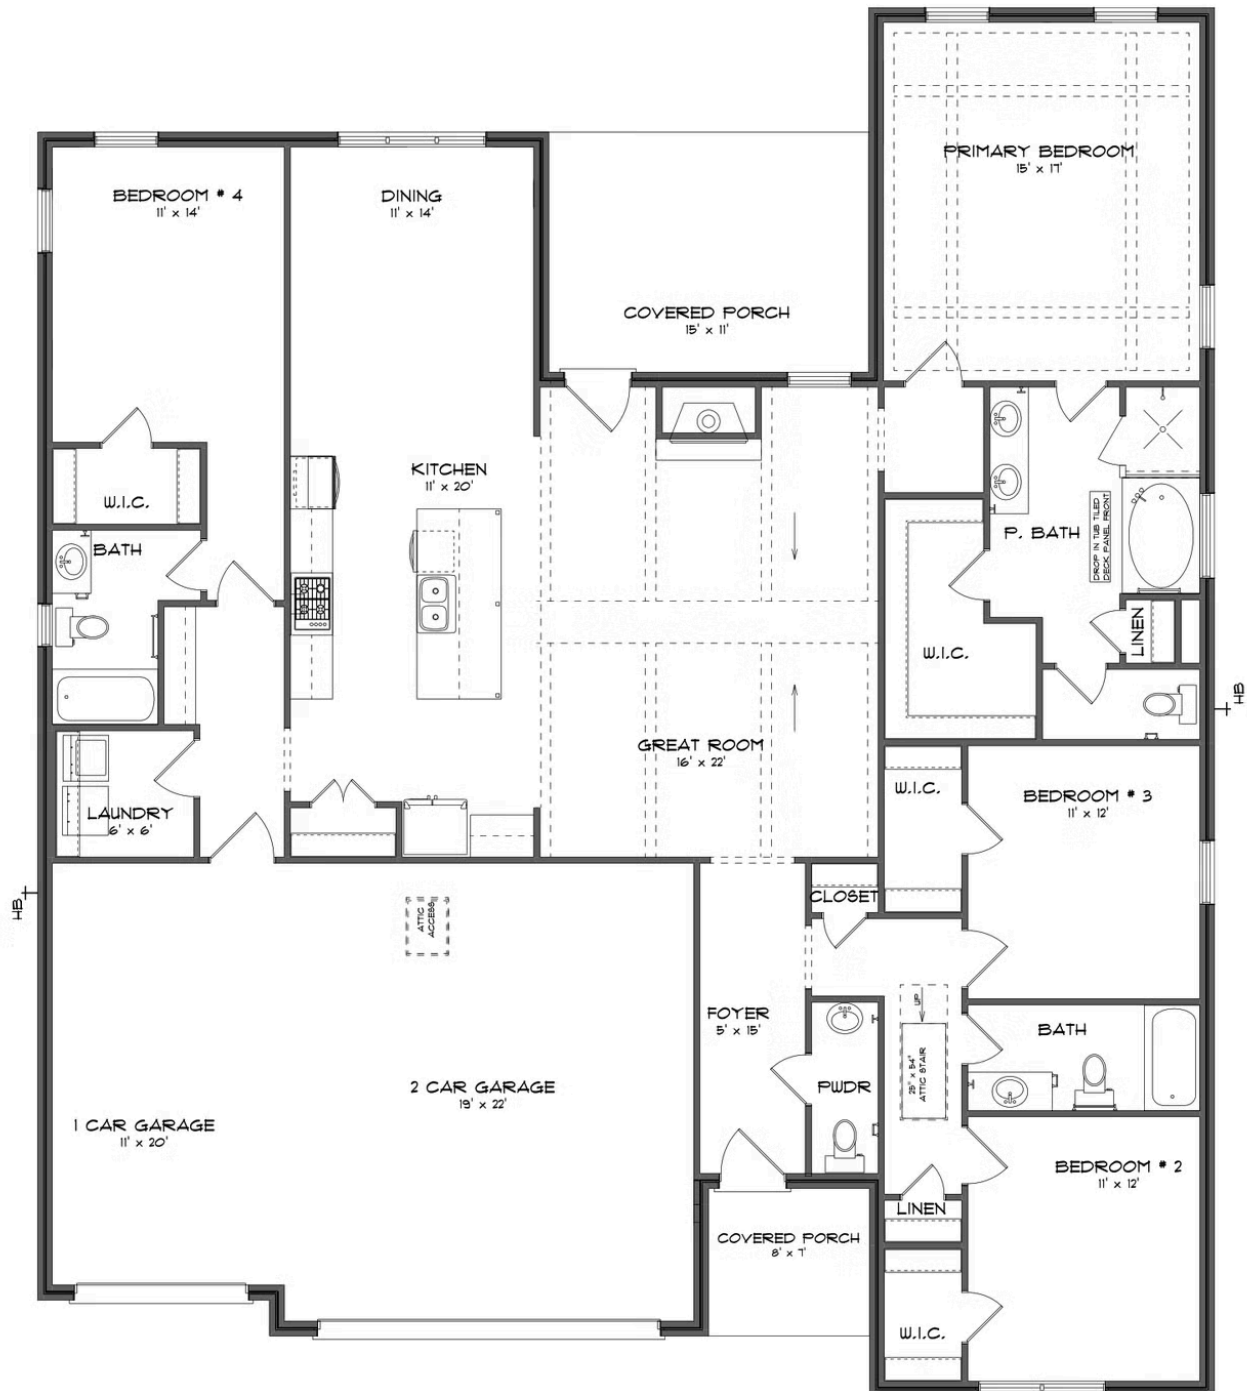 PRIMARY BEDROOM
15' x 17'
BEDROOM # 4
11' x 14'
DINING
11' x 14'
COVERED PORCH
15' x 11'
KITCHEN
11' x 20'
W.I.C.
BATH
P. BATH
DROP IN TUB TILED
DECK PANEL FRONT
LINEN
W.I.C.
HB
GREAT ROOM
16' x 22'
LAUNDRY
6' x 6'
W.I.C.
BEDROOM # 3
11' x 12'
HB
ATTIC
ACCESS
CLOSET
UP
FOYER
5' x 15'
BATH
25" x 54"
ATTIC STAIR
2 CAR GARAGE
19' x 22'
PWDR
1 CAR GARAGE
11' x 20'
BEDROOM # 2
11' x 12'
LINEN
COVERED PORCH
8' x 7'
W.I.C.